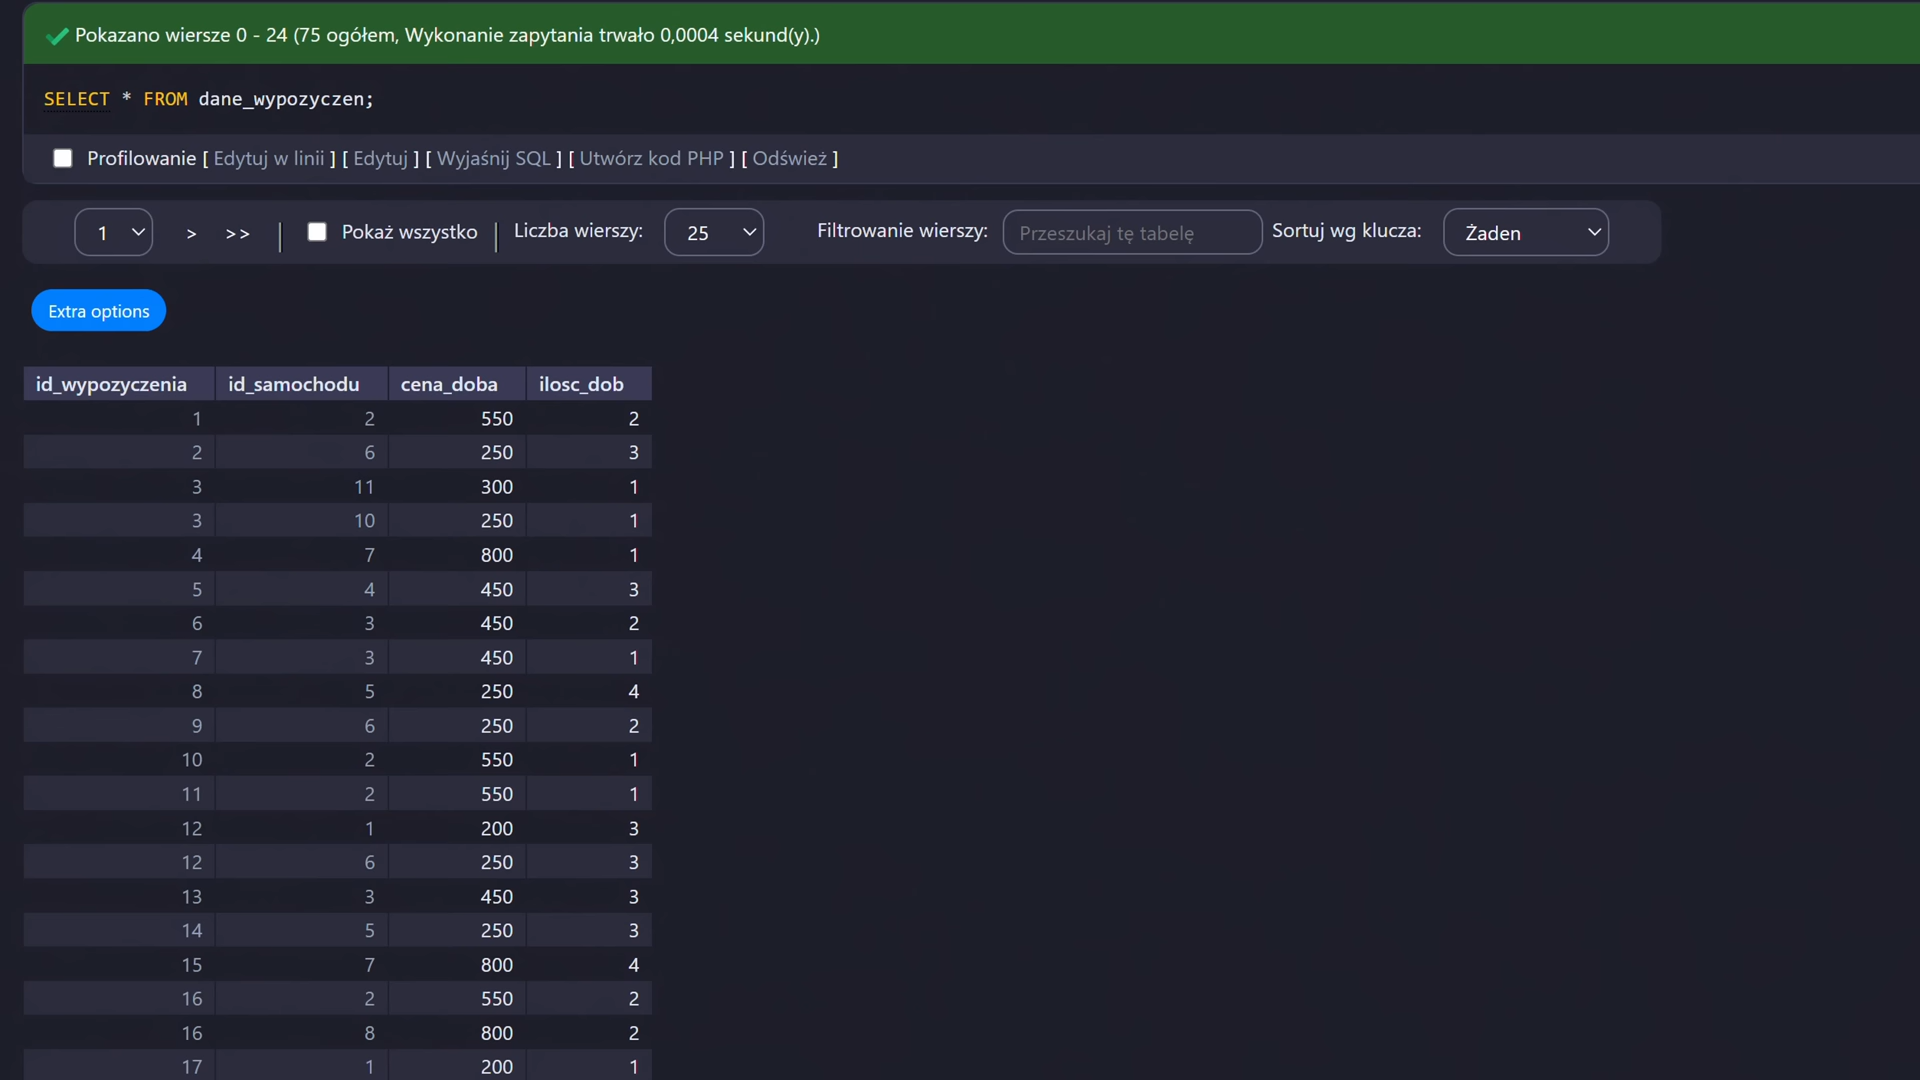 Pokazano wiersze 0 - 24 (75 ogółem, Wykonanie zapytania trwało 0,0004 sekund(y).)
SELECT * FROM dane_wypozyczen;
Profilowanie [ Edytuj w linii ] [ Edytuj ] [ Wyjaśnij SQL ] [ Utwórz kod PHP ] [ Odśwież ]
1 > >> | Pokaż wszystko | Liczba wierszy: 25 Filtrowanie wierszy: Przeszukaj tę tabelę Sortuj wg klucza: Żaden
Extra options
id_wypozyczenia id_samochodu cena_doba ilosc_dob
1 2 550 2
2 6 250 3
3 11 300 1
3 10 250 1
4 7 800 1
5 4 450 3
6 3 450 2
7 3 450 1
8 5 250 4
9 6 250 2
10 2 550 1
11 2 550 1
12 1 200 3
12 6 250 3
13 3 450 3
14 5 250 3
15 7 800 4
16 2 550 2
16 8 800 2
17 1 200 1